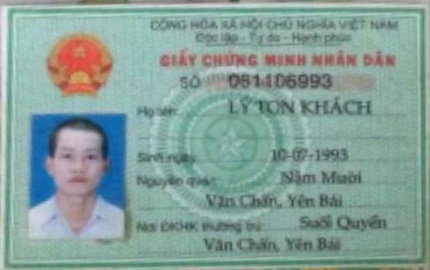 CỘNG HÒA XÃ HỘI CHỦ NGHĨA VIỆT NAM
Độc lập - Tự do - Hạnh phúc
GIẤY CHỨNG MINH NHÂN DÂN
SỐ 061106993
Họ tên: LÝ TON KHÁCH
Sinh ngày 10-07-1993
Nguyên quán: Nậm Mười
Văn Chấn, Yên Bái
Nơi ĐKHK thường trú: Suối Quyền
Văn Chấn, Yên Bái